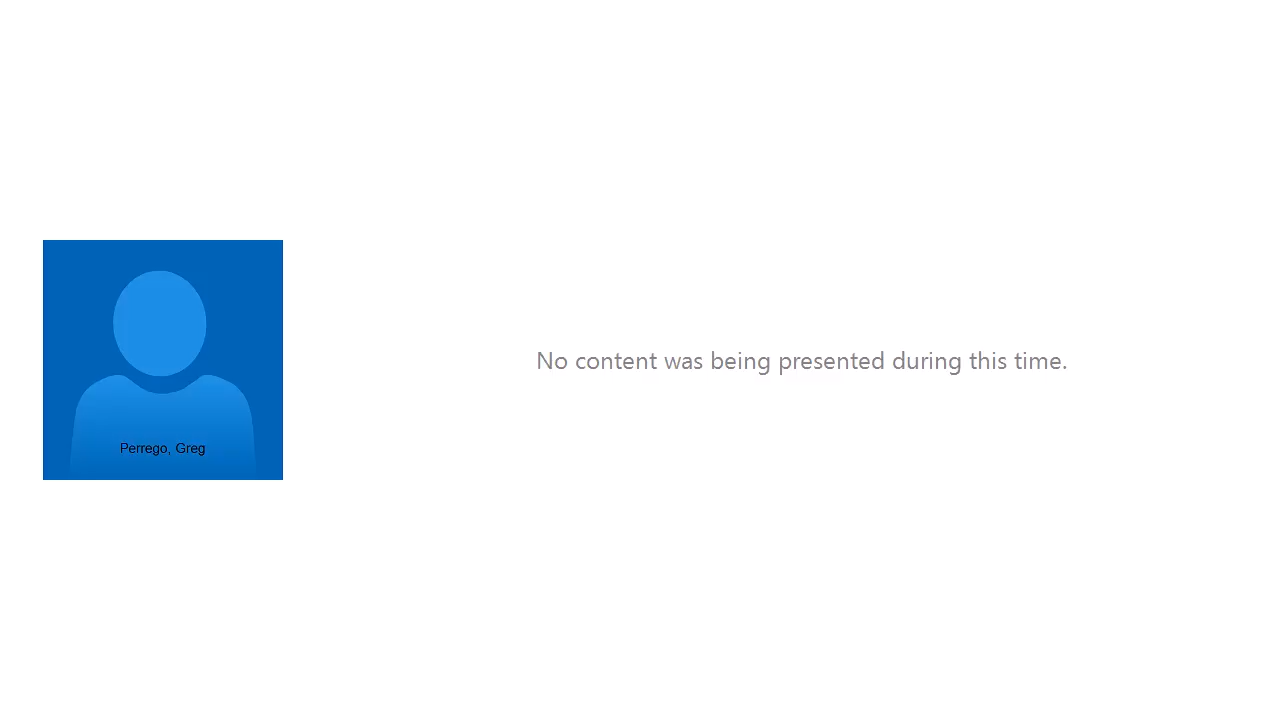 No content was being presented during this time.
Perrego, Greg